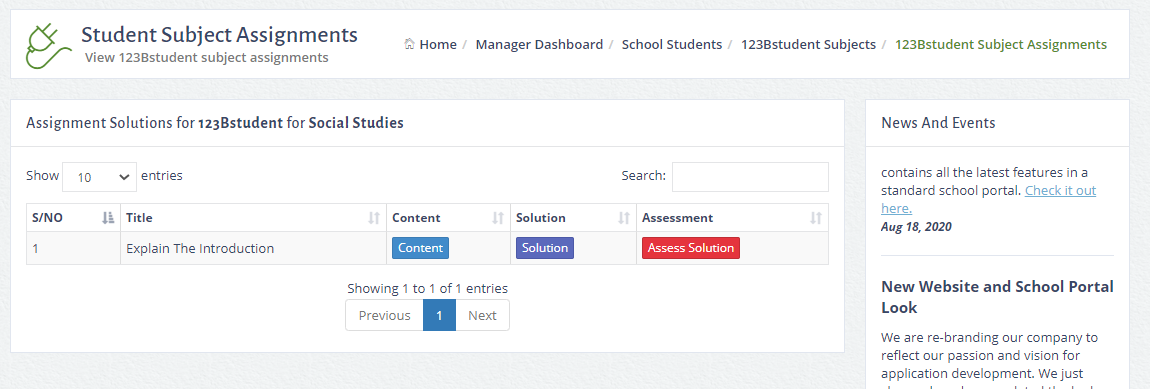 Student Subject Assignments
View 123Bstudent subject assignments
Home / Manager Dashboard / School Students / 123Bstudent Subjects / 123Bstudent Subject Assignments
Assignment Solutions for 123Bstudent for Social Studies
Show 10 entries
Search:
S/NO Title Content Solution Assessment
1 Explain The Introduction Content Solution Assess Solution
Showing 1 to 1 of 1 entries
Previous 1 Next
News And Events
contains all the latest features in a
standard school portal. Check it out
here.
Aug 18, 2020
New Website and School Portal
Look
We are re-branding our company to
reflect our passion and vision for
application development. We just